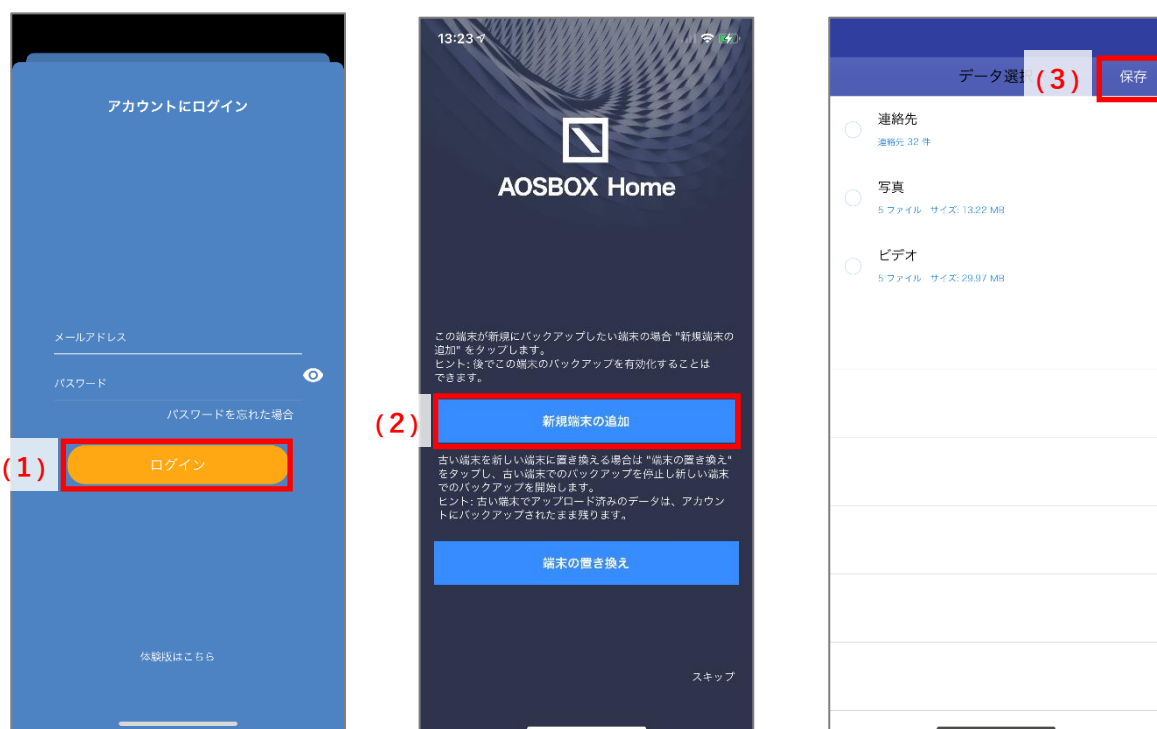 アカウントにログイン
メールアドレス
パスワード
パスワードを忘れた場合
(1)
ログイン
体験版はこちら
13:23
AOSBOX Home
この端末が新規にバックアップしたい端末の場合 "新規端末の
追加" をタップします。
ヒント: 後でこの端末のバックアップを有効化することは
できます。
(2)
新規端末の追加
古い端末を新しい端末に置き換える場合は "端末の置き換え"
をタップし、古い端末でのバックアップを停止し新しい端末
でのバックアップを開始します。
ヒント: 古い端末でアップロード済みのデータは、アカウン
トにバックアップされたまま残ります。
端末の置き換え
スキップ
データ選択
(3)
保存
連絡先
連絡先 32 件
写真
5 ファイル サイズ: 13.22 MB
ビデオ
5 ファイル サイズ: 29.97 MB